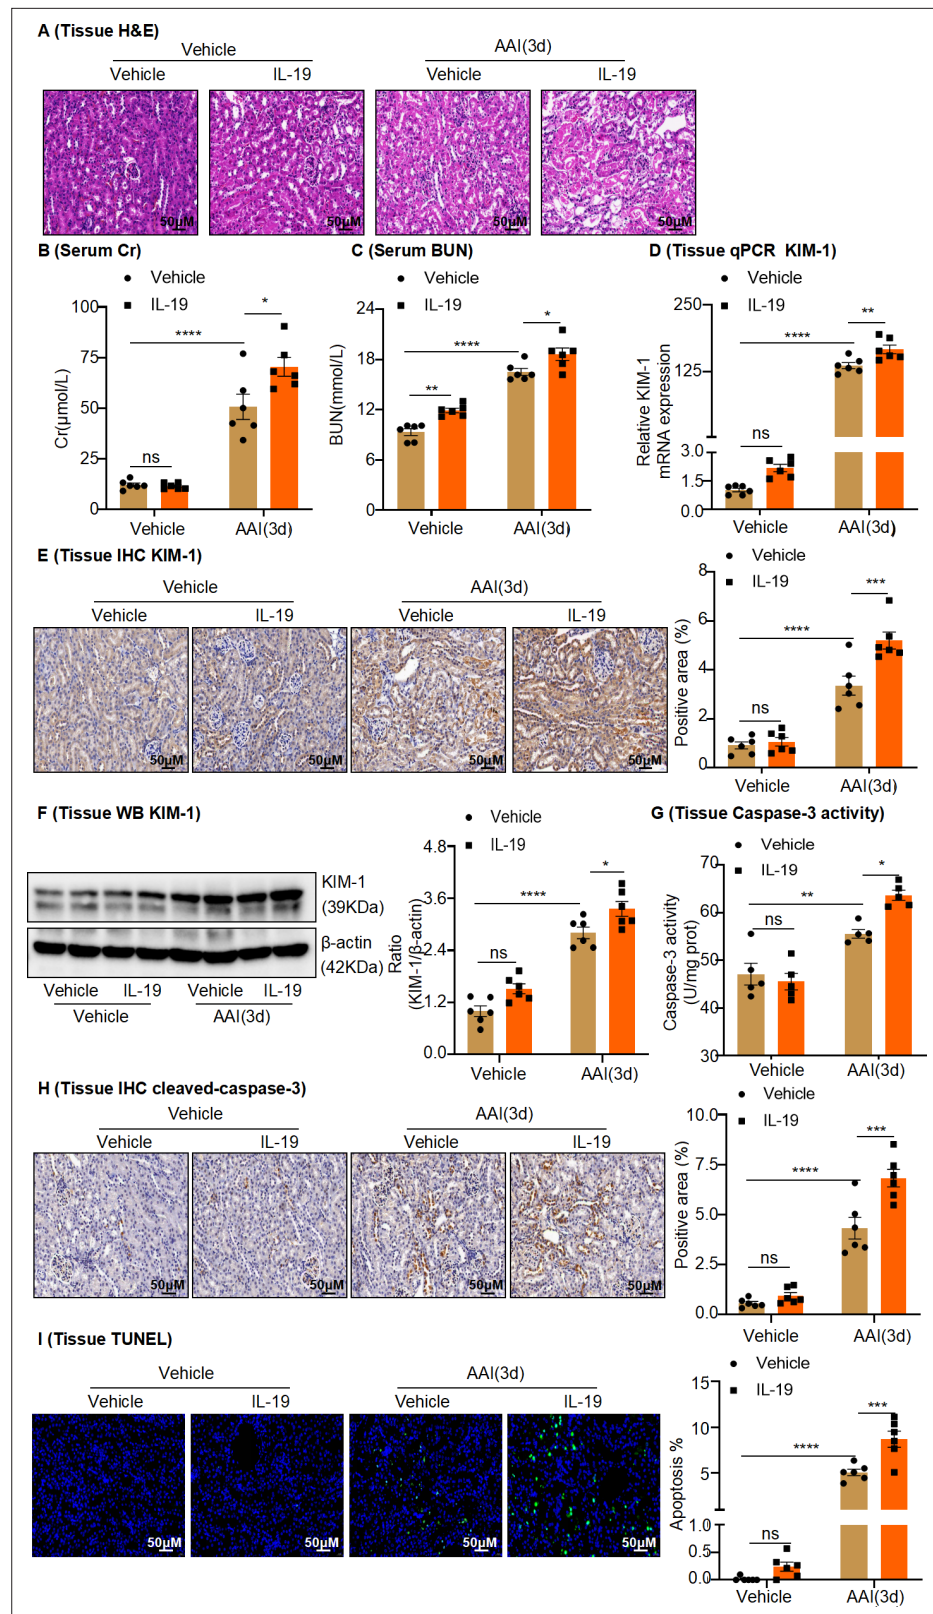 A (Tissue H&E)
Vehicle AAI(3d)
Vehicle IL-19 Vehicle IL-19
50μM 50μM 50μM 50μM
B (Serum Cr) C (Serum BUN) D (Tissue qPCR KIM-1)
Vehicle
IL-19
Cr(μmol/L)
100
75
50
25
0
ns
****
*
Vehicle AAI(3d)
Vehicle
IL-19
BUN(mmol/L)
24
18
12
6
0
**
****
*
Vehicle AAI(3d)
Vehicle
IL-19
Relative KIM-1
mRNA expression
250
125
3.0
1.5
0.0
ns
****
**
Vehicle AAI(3d)
E (Tissue IHC KIM-1)
Vehicle AAI(3d)
Vehicle IL-19 Vehicle IL-19
50μM 50μM 50μM 50μM
Vehicle
IL-19
Positive area (%)
8
6
4
2
0
ns
****
***
Vehicle AAI(3d)
F (Tissue WB KIM-1)
KIM-1
(39KDa)
β-actin
(42KDa)
Vehicle IL-19 Vehicle IL-19
Vehicle AAI(3d)
Vehicle
IL-19
Ratio
(KIM-1/β-actin)
4.8
3.6
2.4
1.2
0.0
ns
****
*
Vehicle AAI(3d)
G (Tissue Caspase-3 activity)
Vehicle
IL-19
Caspase-3 activity
(U/mg prot)
70
60
50
40
30
ns
**
*
Vehicle AAI(3d)
H (Tissue IHC cleaved-caspase-3)
Vehicle AAI(3d)
Vehicle IL-19 Vehicle IL-19
50μM 50μM 50μM 50μM
Vehicle
IL-19
Positive area (%)
10.0
7.5
5.0
2.5
0.0
ns
****
***
Vehicle AAI(3d)
I (Tissue TUNEL)
Vehicle AAI(3d)
Vehicle IL-19 Vehicle IL-19
50μM 50μM 50μM 50μM
Vehicle
IL-19
Apoptosis %
15
10
5
1.0
0.5
0.0
ns
****
***
Vehicle AAI(3d)